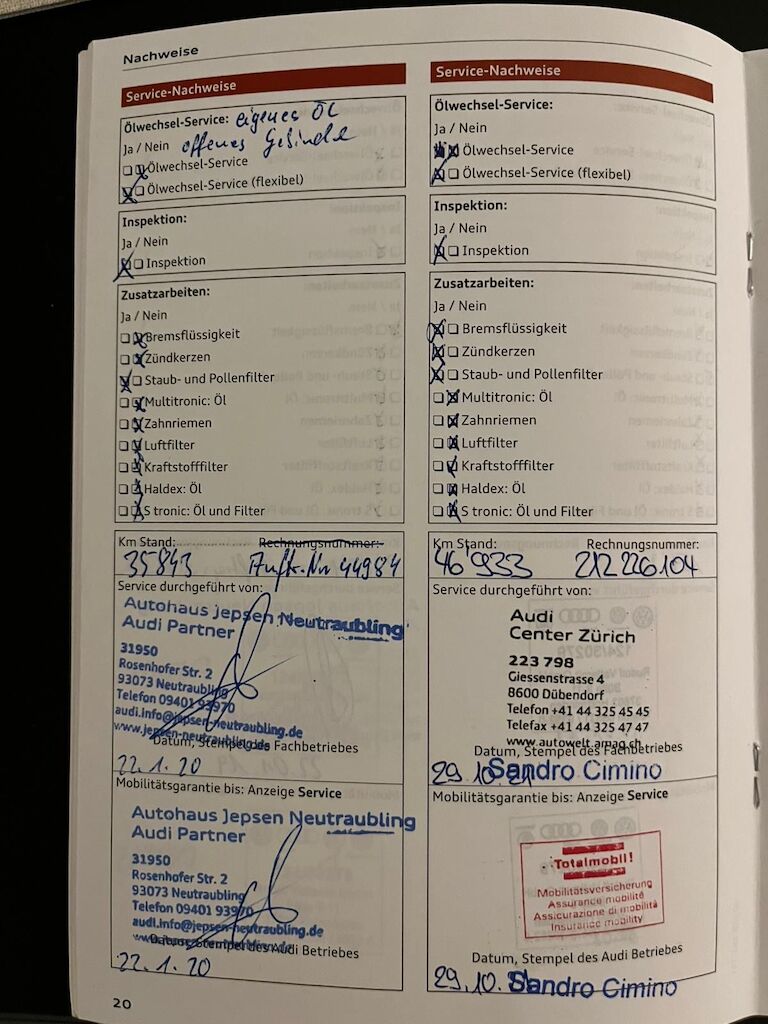 Nachweise
Service-Nachweise
Ölwechsel-Service: eigenes Öl
Ja / Nein offenes Gebinde
Ölwechsel-Service
Ölwechsel-Service (flexibel)
Inspektion:
Ja / Nein
Inspektion
Zusatzarbeiten:
Ja / Nein
Bremsflüssigkeit
Zündkerzen
Staub- und Pollenfilter
Multitronic: Öl
Zahnriemen
Luftfilter
Kraftstofffilter
Haldex: Öl
S tronic: Öl und Filter
Km Stand: Rechnungsnummer:
35843 Auftr.Nr 44984
Service durchgeführt von:
Autohaus Jepsen Neutraubling
Audi Partner
31950
Rosenhofer Str. 2
93073 Neutraubling
Telefon 09401 93970
audi.info@jepsen-neutraubling.de
www.jepsen-neutraubling.de
Datum, Stempel des Fachbetriebes
22.1.20
Mobilitätsgarantie bis: Anzeige Service
Autohaus Jepsen Neutraubling
Audi Partner
31950
Rosenhofer Str. 2
93073 Neutraubling
Telefon 09401 93970
audi.info@jepsen-neutraubling.de
Datum, Stempel des Audi Betriebes
22.1.20
20
Service-Nachweise
Ölwechsel-Service:
Ja / Nein
Ölwechsel-Service
Ölwechsel-Service (flexibel)
Inspektion:
Ja / Nein
Inspektion
Zusatzarbeiten:
Ja / Nein
Bremsflüssigkeit
Zündkerzen
Staub- und Pollenfilter
Multitronic: Öl
Zahnriemen
Luftfilter
Kraftstofffilter
Haldex: Öl
S tronic: Öl und Filter
Km Stand: Rechnungsnummer:
46'933 212226104
Service durchgeführt von:
Audi
Center Zürich
223 798
Giessenstrasse 4
8600 Dübendorf
Telefon +41 44 325 45 45
Telefax +41 44 325 47 47
www.autowelt.amag.ch
Datum, Stempel des Fachbetriebes
29.10.21 Sandro Cimino
Mobilitätsgarantie bis: Anzeige Service
Totalmobil!
Mobilitätsversicherung
Assurance mobilité
Assicurazione di mobilità
Insurance mobility
Datum, Stempel des Audi Betriebes
29.10. Sandro Cimino